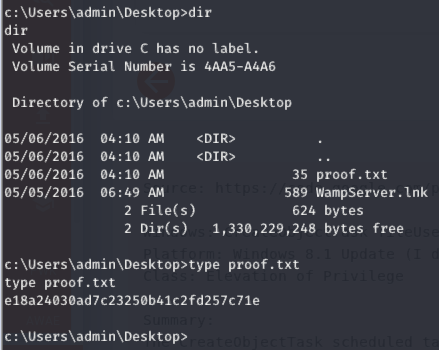 c:\Users\admin\Desktop>dir
dir
 Volume in drive C has no label.
 Volume Serial Number is 4AA5-A4A6

 Directory of c:\Users\admin\Desktop

05/06/2016  04:10 AM    <DIR>          .
05/06/2016  04:10 AM    <DIR>          ..
05/06/2016  04:10 AM                35 proof.txt
05/05/2016  06:49 AM               589 WampServer.lnk
               2 File(s)            624 bytes
               2 Dir(s)   1,330,229,248 bytes free

c:\Users\admin\Desktop>type proof.txt
type proof.txt
e18a24030ad7c23250b41c2fd257c71e

c:\Users\admin\Desktop>